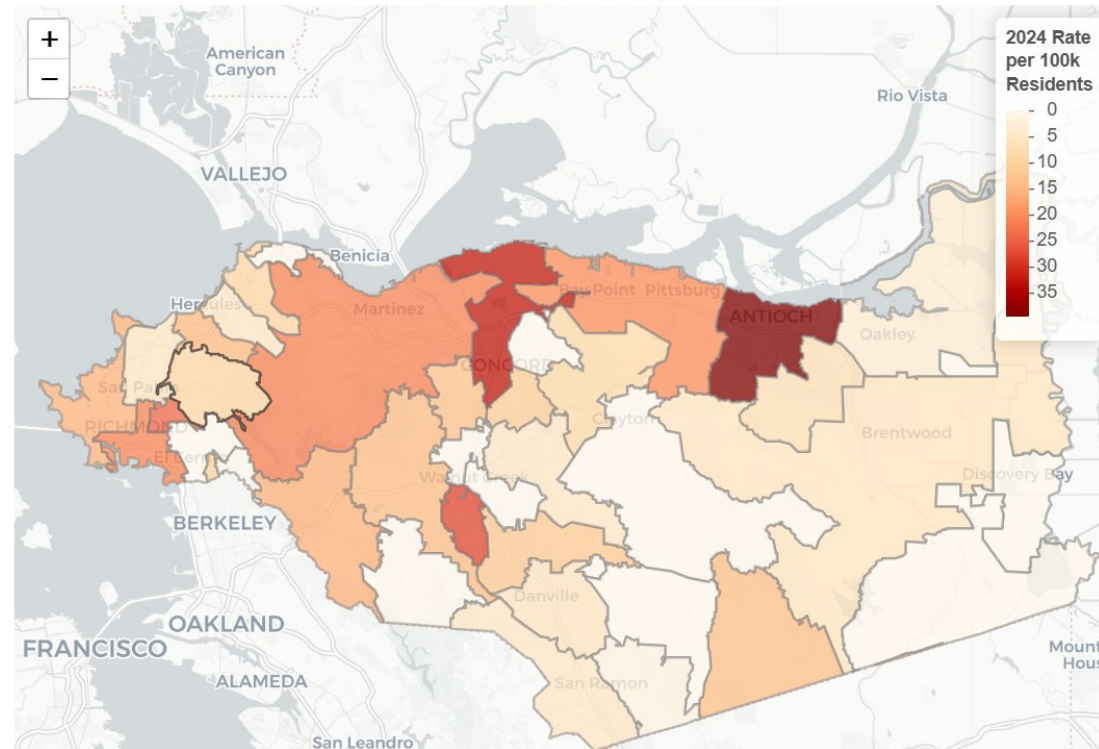 +
−
American
Canyon
VALLEJO
Benicia
Rio Vista
2024 Rate
per 100k
Residents
0
5
10
15
20
25
30
35
Hercules
Martinez
Bay Point
Pittsburg
ANTIOCH
Oakley
San Pablo
RICHMOND
El Cerrito
CONCORD
Clayton
Brentwood
Walnut Creek
Discovery Bay
BERKELEY
OAKLAND
Danville
FRANCISCO
ALAMEDA
San Ramon
San Leandro
Mount
Hous